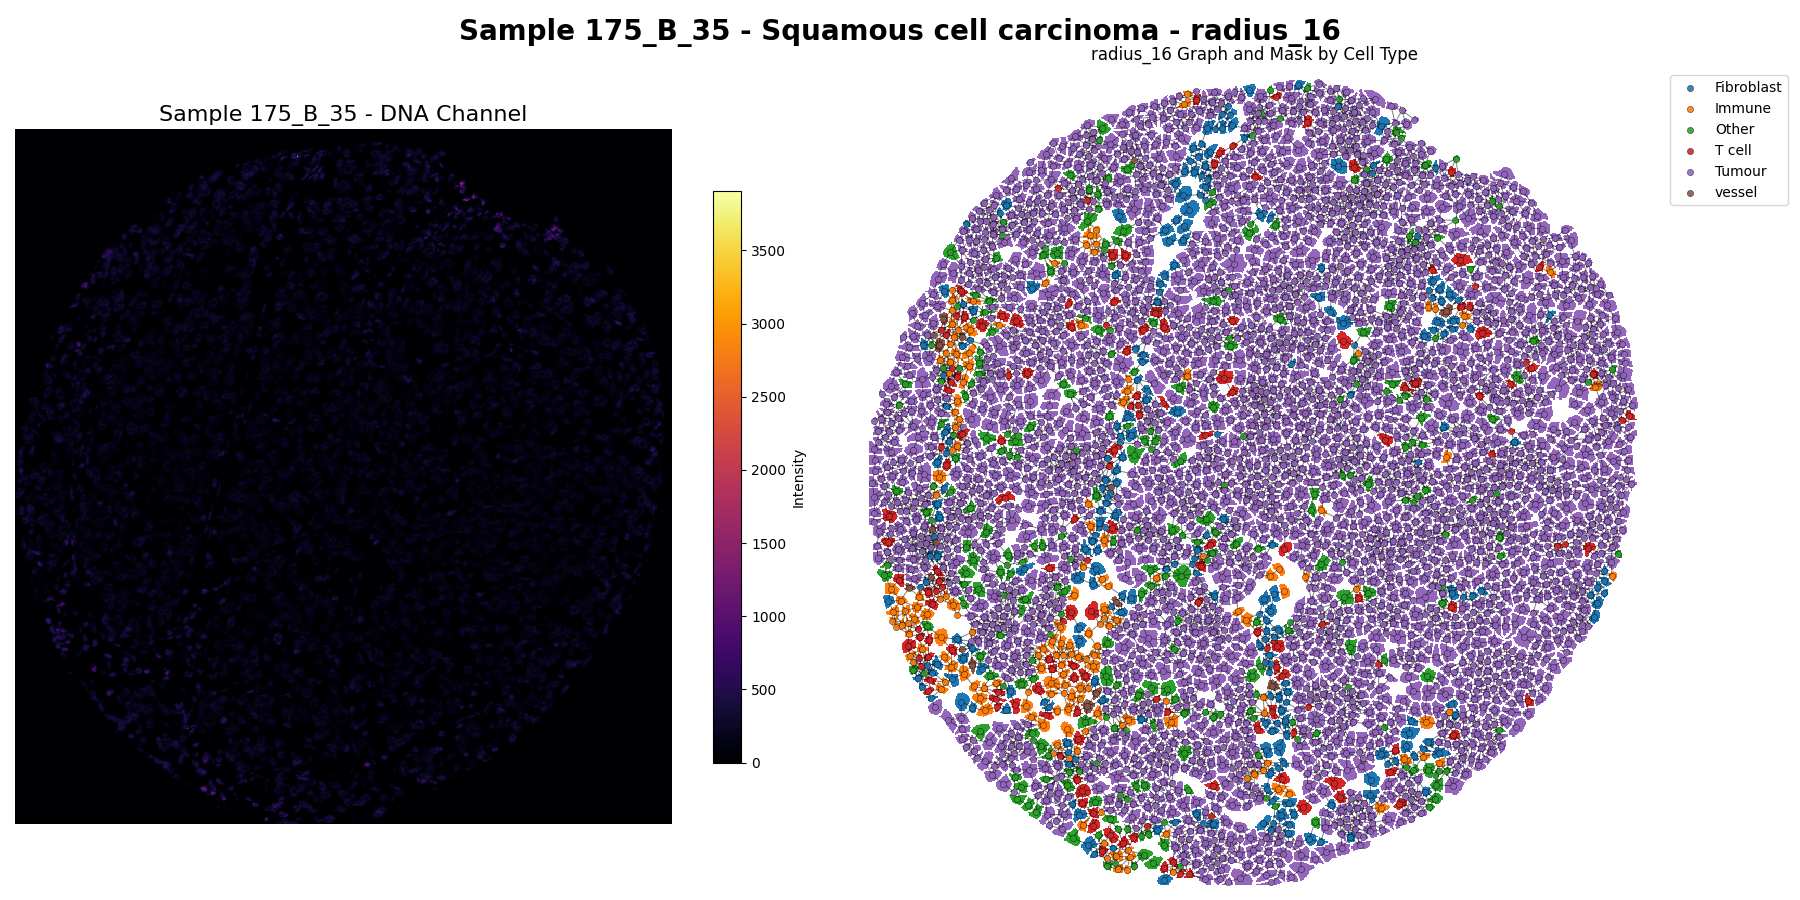 Sample 175_B_35 - Squamous cell carcinoma - radius_16
Sample 175_B_35 - DNA Channel
3500
3000
2500
2000
1500
1000
500
0
Intensity
radius_16 Graph and Mask by Cell Type
Fibroblast
Immune
Other
T cell
Tumour
vessel